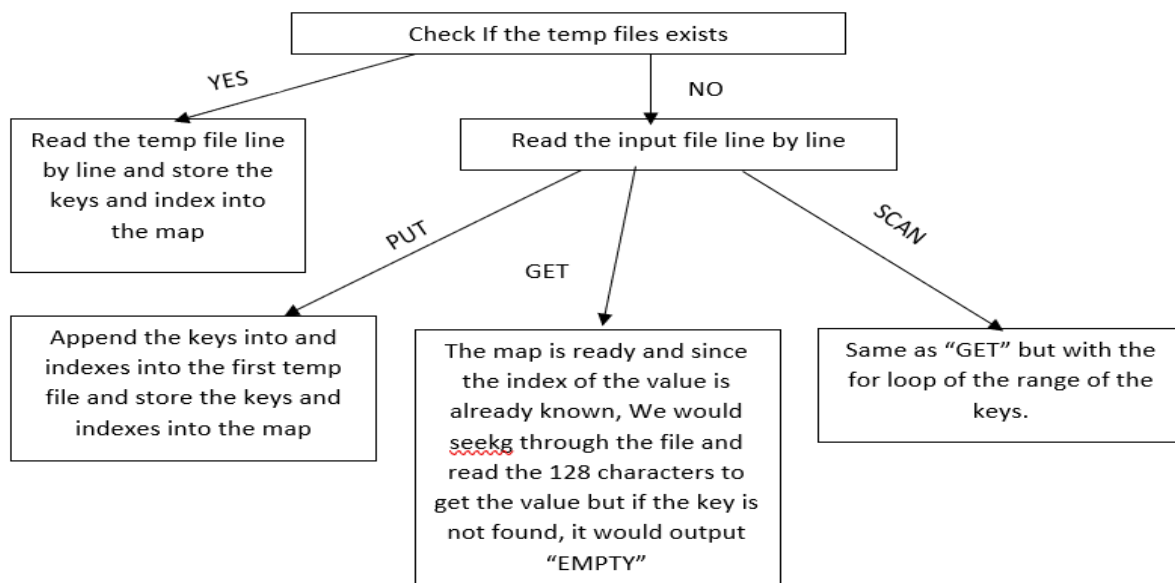 Check If the temp files exists
YES
NO
Read the temp file line
by line and store the
keys and index into
the map
Read the input file line by line
PUT
GET
SCAN
Append the keys into and
indexes into the first temp
file and store the keys and
indexes into the map
The map is ready and since
the index of the value is
already known, We would
seekg through the file and
read the 128 characters to
get the value but if the key is
not found, it would output
“EMPTY”
Same as “GET” but with the
for loop of the range of the
keys.